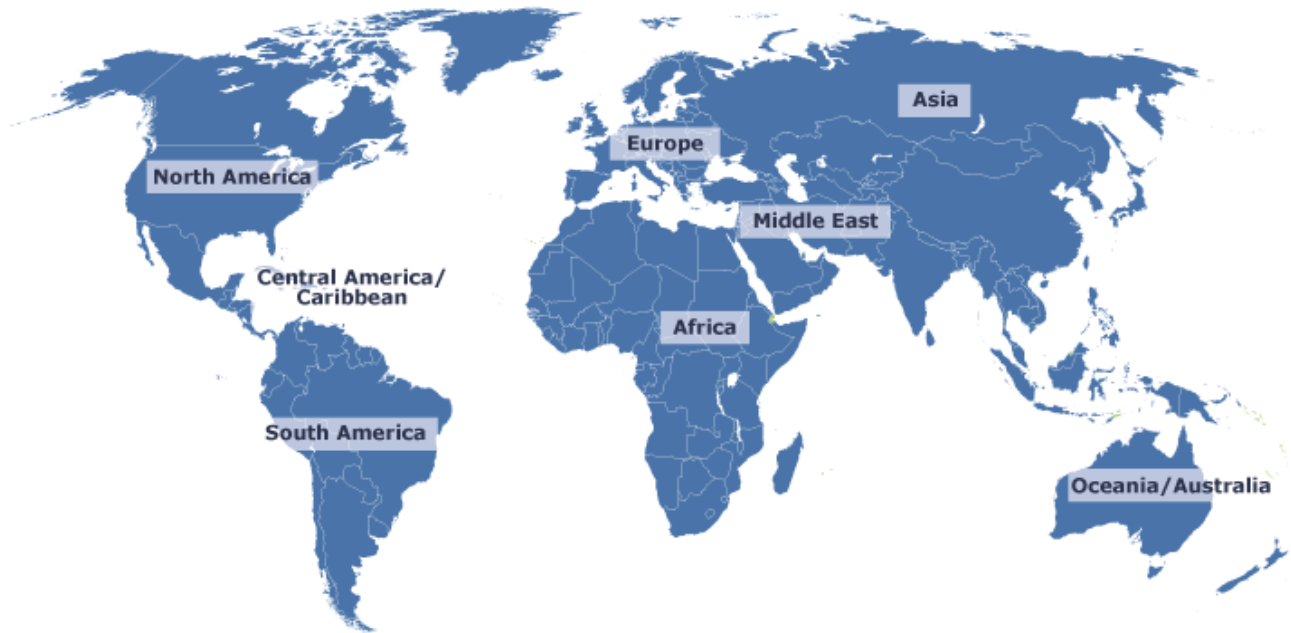 Asia
Europe
North America
Middle East
Central America/
Caribbean
Africa
South America
Oceania/Australia